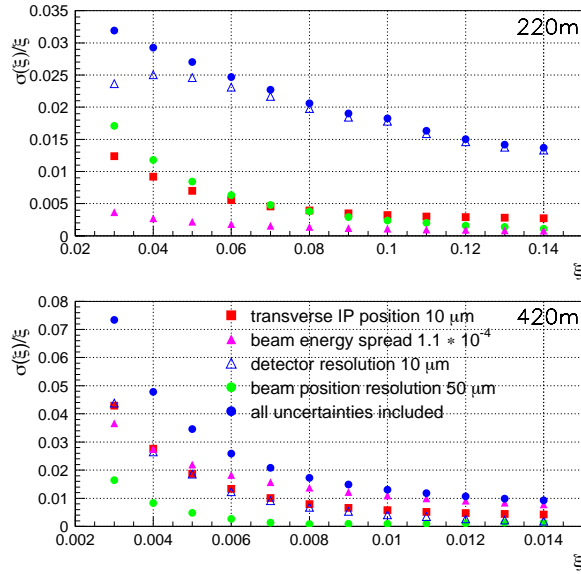 σ(ξ)/ξ
220m
0.035
0.03
0.025
0.02
0.015
0.01
0.005
0
0.02 0.04 0.06 0.08 0.1 0.12 0.14
ξ
σ(ξ)/ξ
420m
0.08
0.07
0.06
0.05
0.04
0.03
0.02
0.01
0
transverse IP position 10 μm
beam energy spread 1.1 * 10⁻⁴
detector resolution 10 μm
beam position resolution 50 μm
all uncertainties included
0.002 0.004 0.006 0.008 0.01 0.012 0.014
ξ